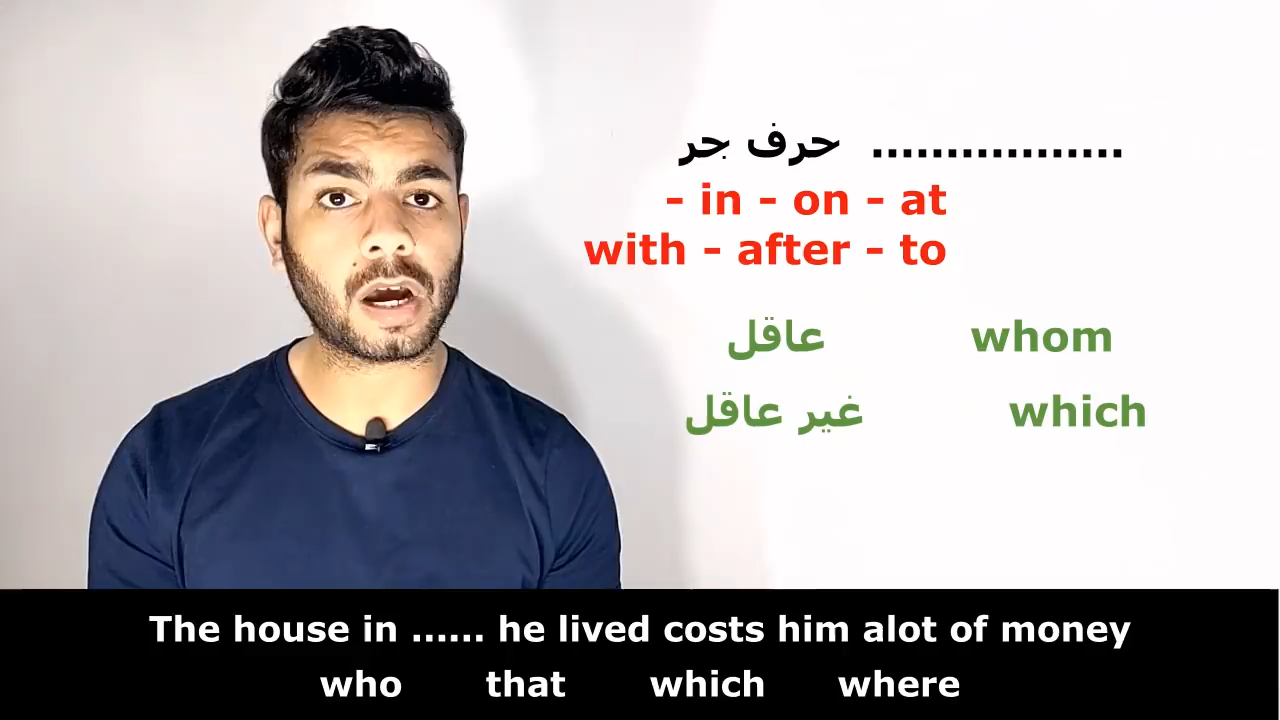 حرف جر .................
- in - on - at
with - after - to
عاقل whom
غير عاقل which
The house in ...... he lived costs him alot of money
who that which where